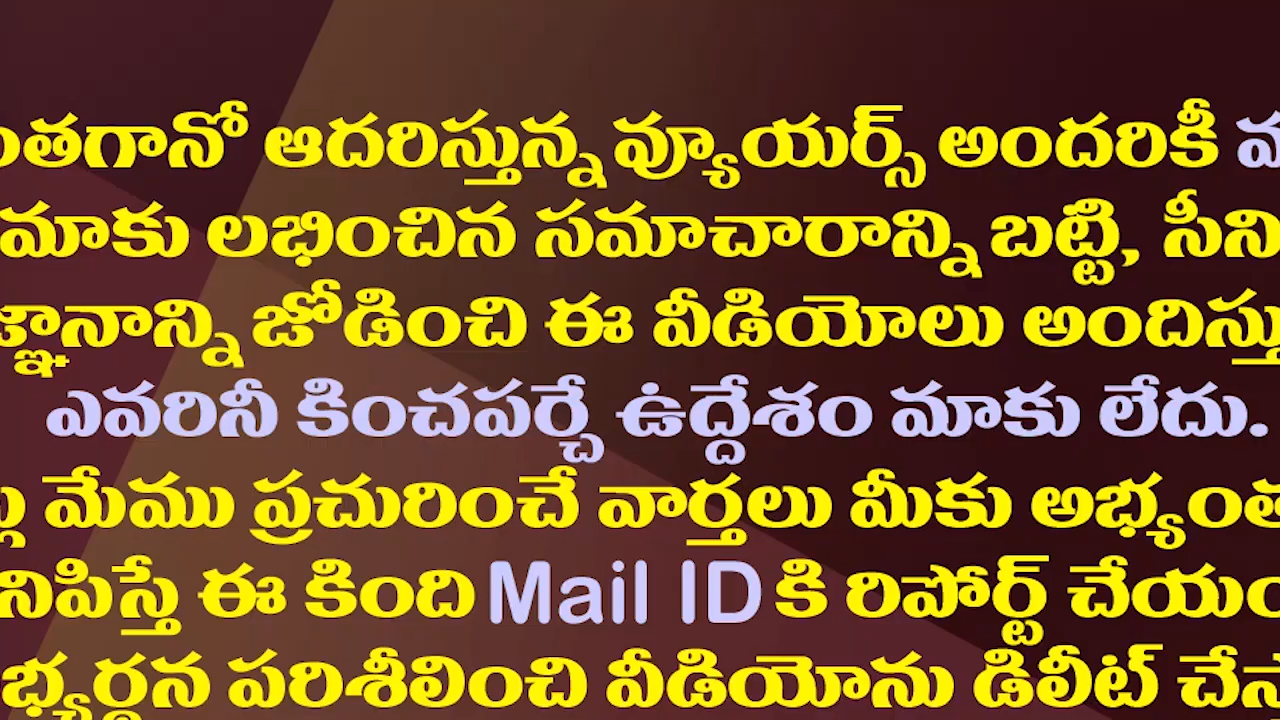 ంతగానో ఆదరిస్తున్న వ్యూయర్స్ అందరికీ
మాకు లభించిన సమాచారాన్ని బట్టి, సీని
జ్ఞానాన్ని జోడించి ఈ వీడియోలు అందిస్తు
ఎవరినీ కించపర్చే ఉద్దేశం మాకు లేదు.
మేము ప్రచురించే వార్తలు మీకు అభ్యంత
నిపిస్తే ఈ కింది Mail ID కి రిపోర్ట్ చేయం
భ్యర్థన పరిశీలించి వీడియోను డిలీట్ చేస